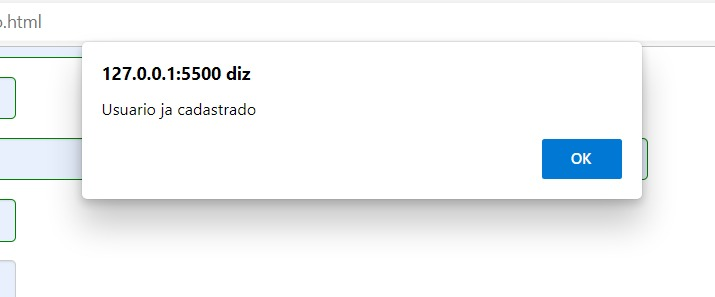 .html
127.0.0.1:5500 diz
Usuario ja cadastrado
OK